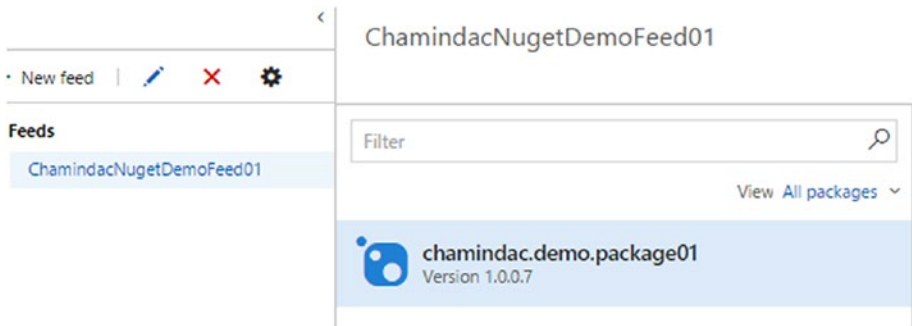 ChamindacNugetDemoFeed01
New feed
Feeds
ChamindacNugetDemoFeed01
Filter
View All packages
chamindac.demo.package01
Version 1.0.0.7